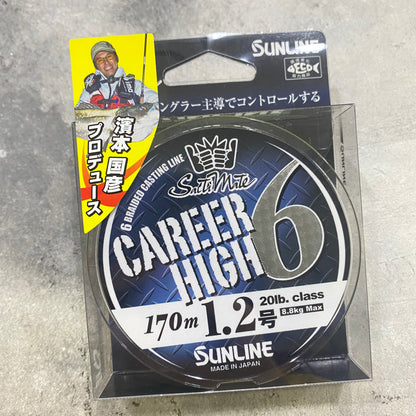 SUNLINE
ECO
アングラー主導でコントロールする
濱本国彦
プロデュース
6 BRAIDED CASTING LINE
SaltiMate
CAREER
HIGH 6
170m 1.2号
20lb. class
8.8kg Max
SUNLINE
MADE IN JAPAN